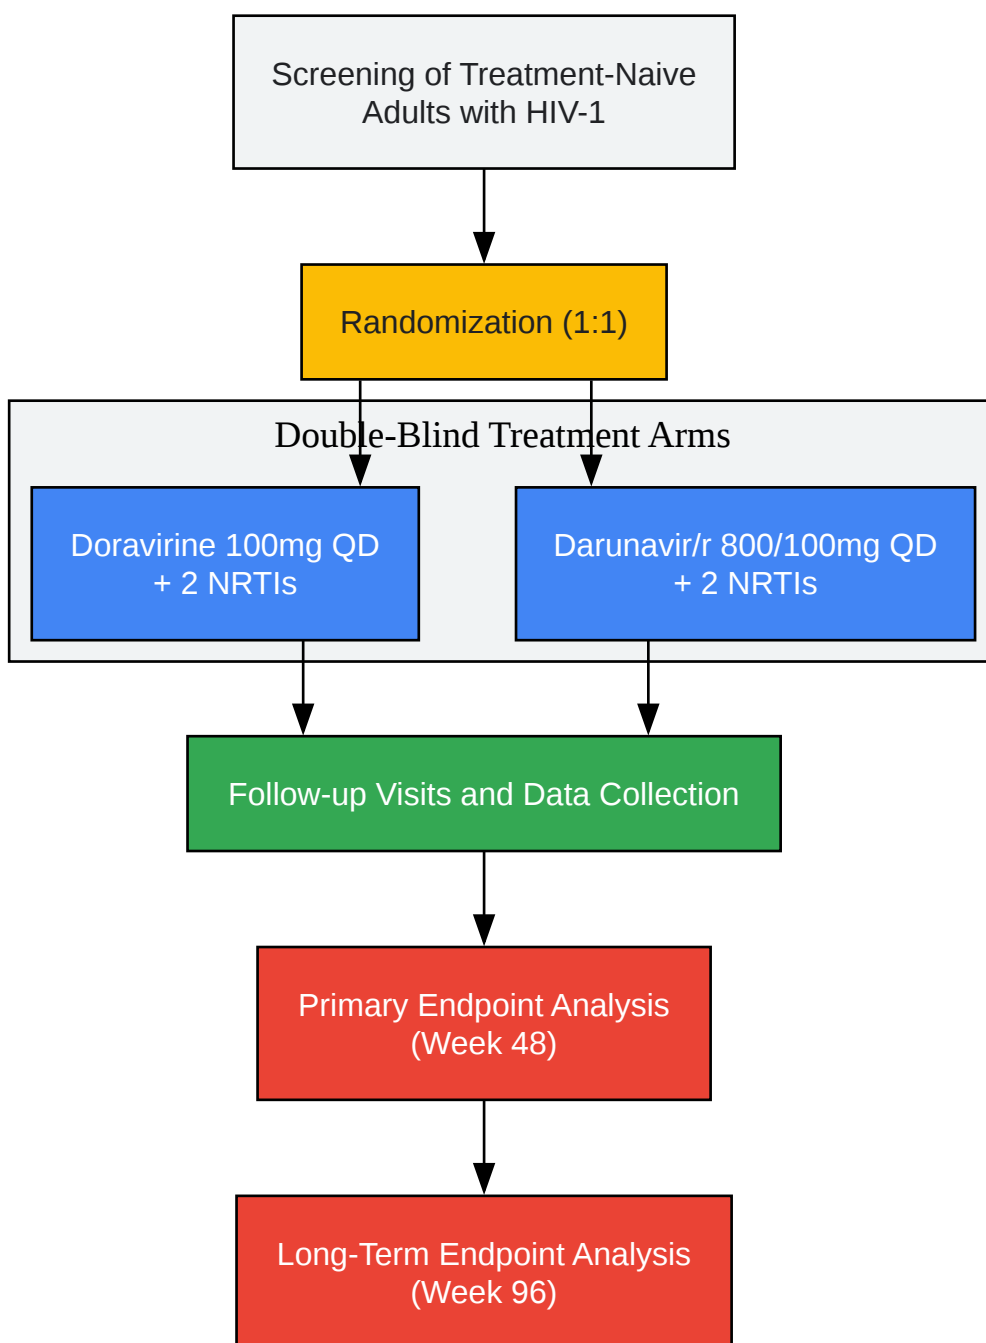 Screening of Treatment-Naive
Adults with HIV-1
Randomization (1:1)
Double-Blind Treatment Arms
Doravirine 100mg QD
+ 2 NRTIs
Darunavir/r 800/100mg QD
+ 2 NRTIs
Follow-up Visits and Data Collection
Primary Endpoint Analysis
(Week 48)
Long-Term Endpoint Analysis
(Week 96)